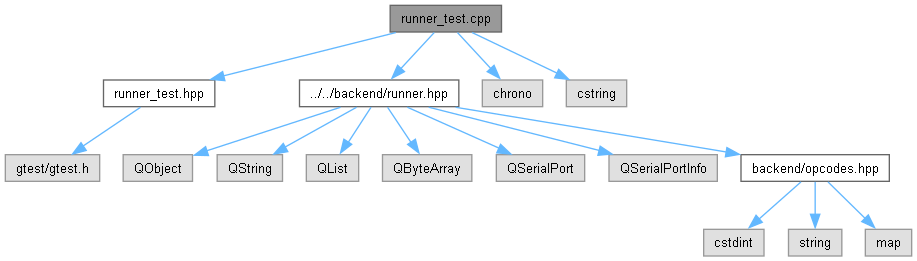 runner_test.cpp
runner_test.hpp
../../backend/runner.hpp
chrono
cstring
gtest/gtest.h
QObject
QString
QList
QByteArray
QSerialPort
QSerialPortInfo
backend/opcodes.hpp
cstdint
string
map